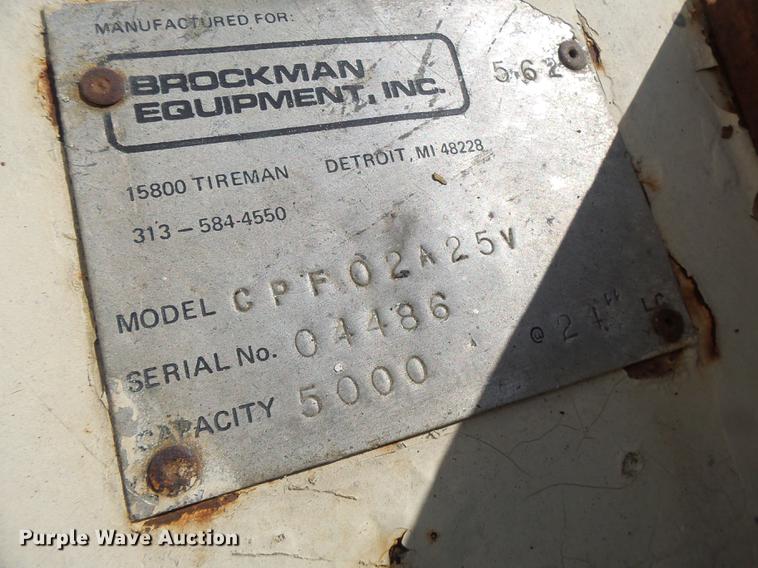 MANUFACTURED FOR:
BROCKMAN
EQUIPMENT, INC.
562
15800 TIREMAN DETROIT, MI 48228
313-584-4550
MODEL CPF02A25V
SERIAL No. 04486
CAPACITY 5000 @ 24" LC
Purple Wave Auction